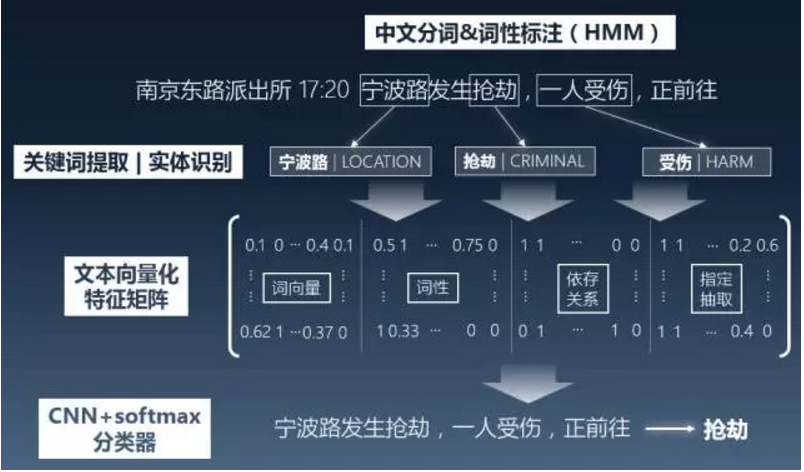 中文分词&词性标注（HMM）
南京东路派出所 17:20 宁波路发生抢劫，一人受伤，正前往
关键词提取 | 实体识别
宁波路 | LOCATION
抢劫 | CRIMINAL
受伤 | HARM
文本向量化
特征矩阵
0.1 0 ··· 0.4 0.1 0.5 1 ··· 0.75 0 1 1 ··· 0 0 1 1 ··· 0.2 0.6
词向量
词性
依存
关系
指定
抽取
0.62 1 ···0.37 0 1 0.33 ··· 0 0 0 1 ··· 1 0 1 1 ··· 0.4 0
CNN+softmax
分类器
宁波路发生抢劫，一人受伤，正前往 → 抢劫